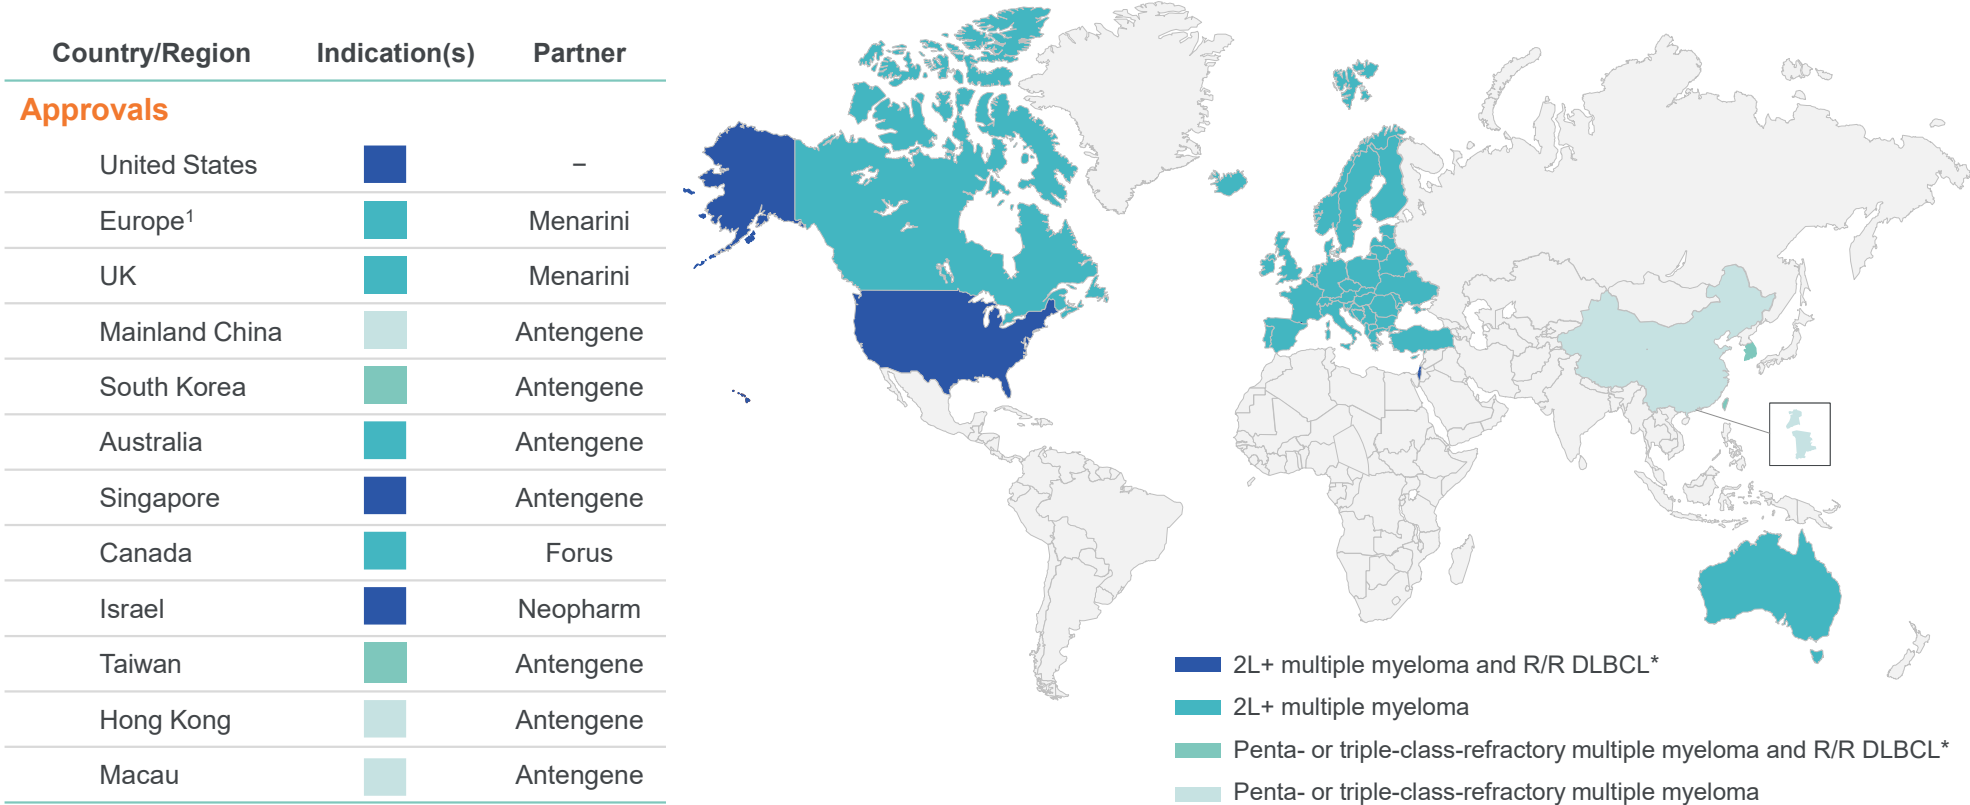 Country/Region Indication(s) Partner
Approvals
United States –
Europe¹ Menarini
UK Menarini
Mainland China Antengene
South Korea Antengene
Australia Antengene
Singapore Antengene
Canada Forus
Israel Neopharm
Taiwan Antengene
Hong Kong Antengene
Macau Antengene
2L+ multiple myeloma and R/R DLBCL*
2L+ multiple myeloma
Penta- or triple-class-refractory multiple myeloma and R/R DLBCL*
Penta- or triple-class-refractory multiple myeloma